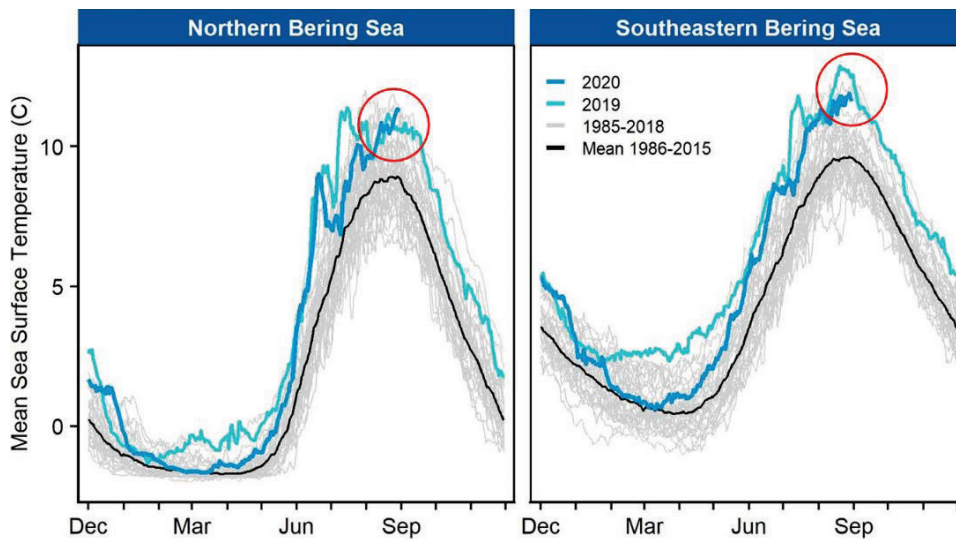 Northern Bering Sea
Southeastern Bering Sea
Mean Sea Surface Temperature (C)
10
5
0
2020
2019
1985-2018
Mean 1986-2015
Dec
Mar
Jun
Sep
Dec
Mar
Jun
Sep